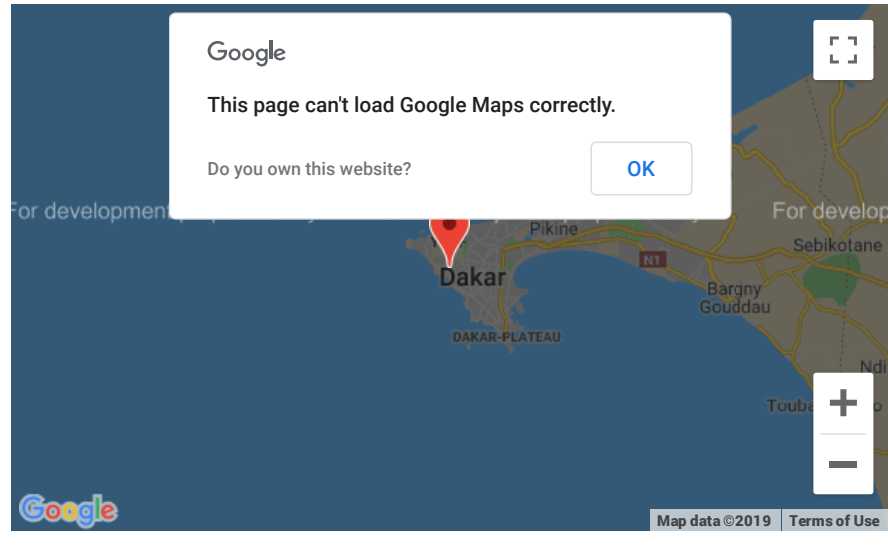 Google
This page can't load Google Maps correctly.
Do you own this website?
OK
For development
For develop
Pikine
Sebikotane
N1
Dakar
Bargny
Gouddau
DAKAR-PLATEAU
Ndi
Touba
o
Google
Map data ©2019
Terms of Use